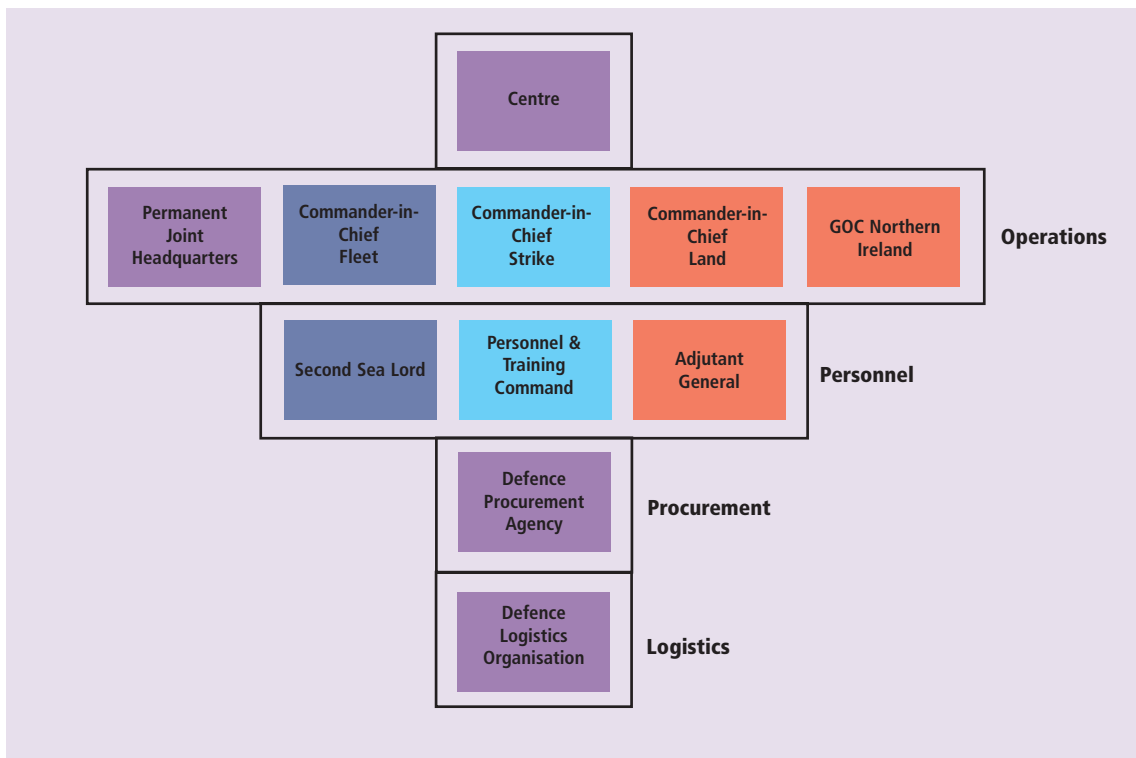 Centre
Permanent
Joint
Headquarters
Commander-in-
Chief
Fleet
Commander-in-
Chief
Strike
Commander-in-
Chief
Land
GOC Northern
Ireland
Operations
Second Sea Lord
Personnel &
Training
Command
Adjutant
General
Personnel
Defence
Procurement
Agency
Procurement
Defence
Logistics
Organisation
Logistics